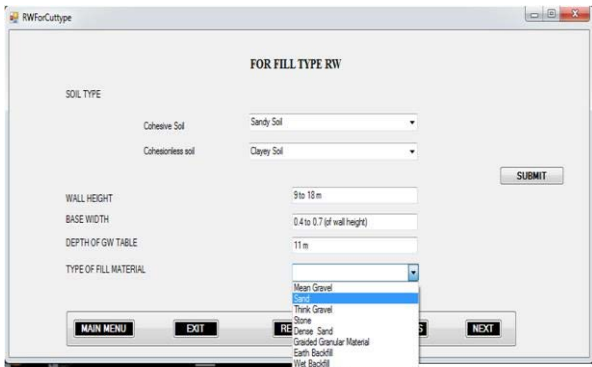 RWForCuttype
FOR FILL TYPE RW
SOIL TYPE
Cohesive Soil Sandy Soil
Cohesionless soil Clayey Soil
SUBMIT
WALL HEIGHT 9 to 18 m
BASE WIDTH 0.4 to 0.7 (of wall height)
DEPTH OF GW TABLE 11 m
TYPE OF FILL MATERIAL
Mean Gravel
Sand
Think Gravel
Stone
Dense Sand
Graided Granular Material
Earth Backfill
Wet Backfill
MAIN MENU EXIT RE S NEXT